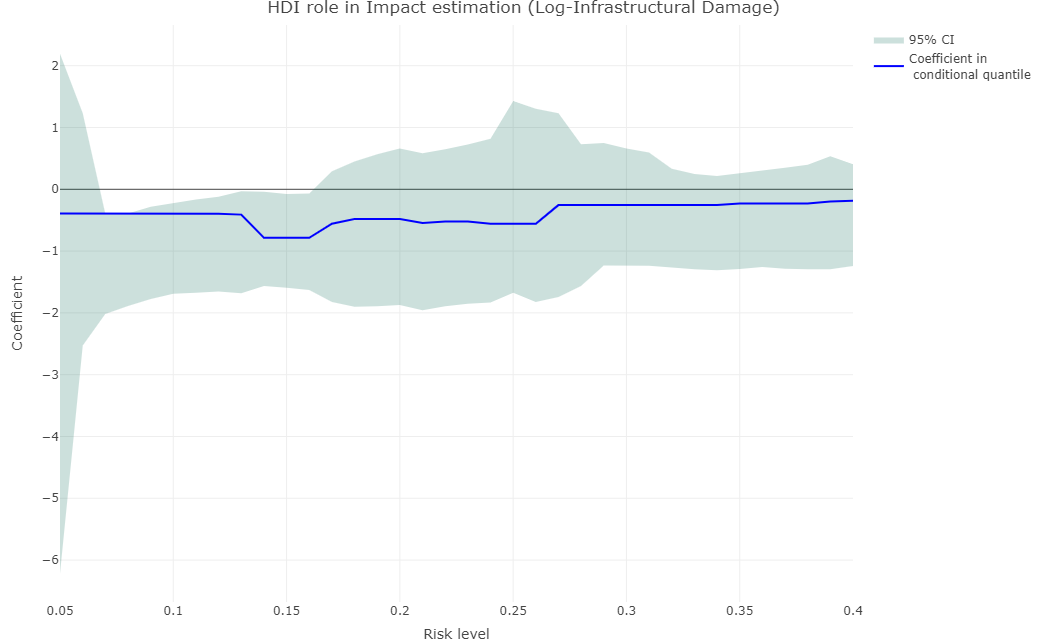 HDI role in Impact estimation (Log-Infrastructural Damage)
95% CI
Coefficient in
conditional quantile
Coefficient
2
1
0
−1
−2
−3
−4
−5
−6
0.05 0.1 0.15 0.2 0.25 0.3 0.35 0.4
Risk level